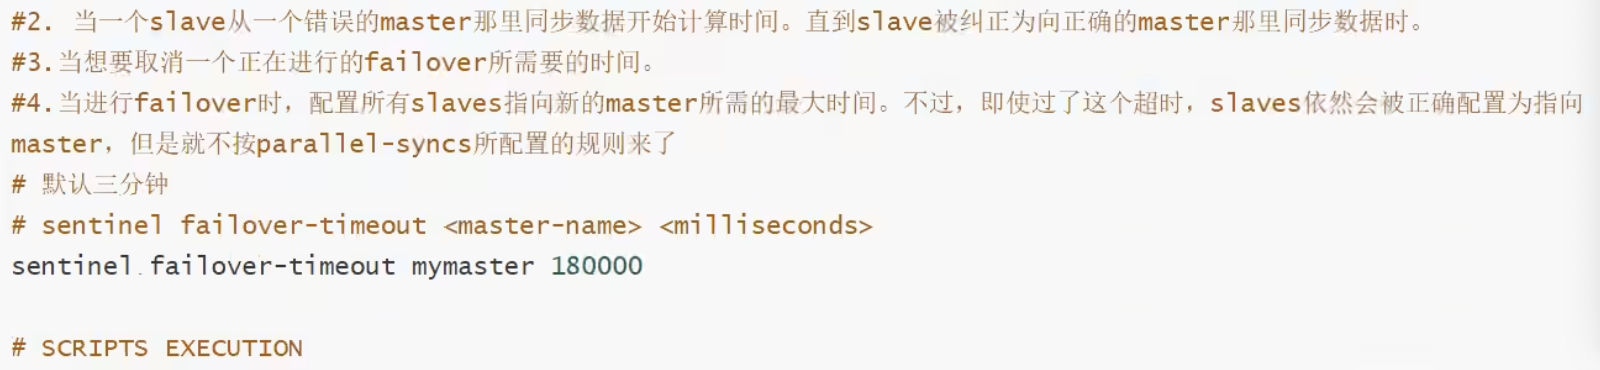 #2. 当一个slave从一个错误的master那里同步数据开始计算时间。直到slave被纠正为向正确的master那里同步数据时。
#3.当想要取消一个正在进行的failover所需要的时间。
#4.当进行failover时，配置所有slaves指向新的master所需的最大时间。不过，即使过了这个超时，slaves依然会被正确配置为指向
master，但是就不按parallel-syncs所配置的规则来了
# 默认三分钟
# sentinel failover-timeout <master-name> <milliseconds>
sentinel failover-timeout mymaster 180000
# SCRIPTS EXECUTION